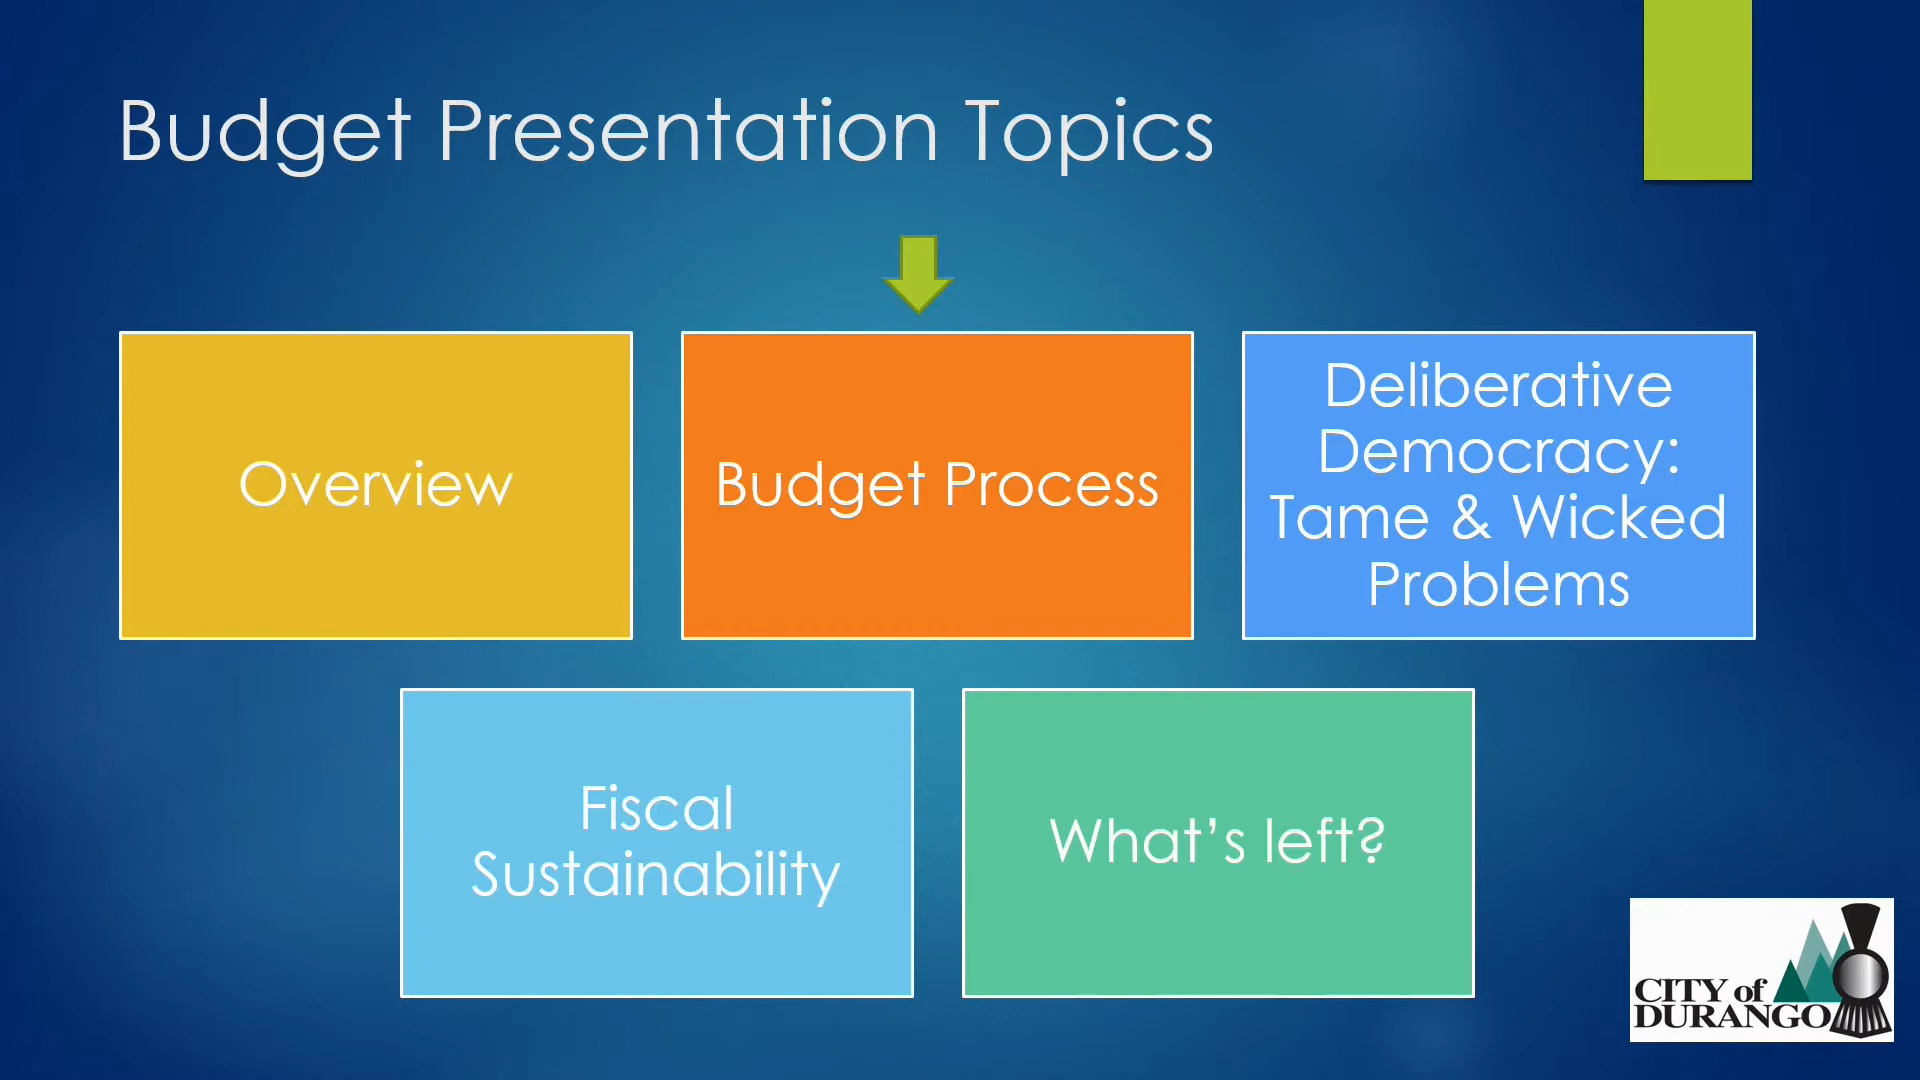 Budget Presentation Topics
Overview
Budget Process
Deliberative
Democracy:
Tame & Wicked
Problems
Fiscal
Sustainability
What’s left?
CITY of
DURANGO